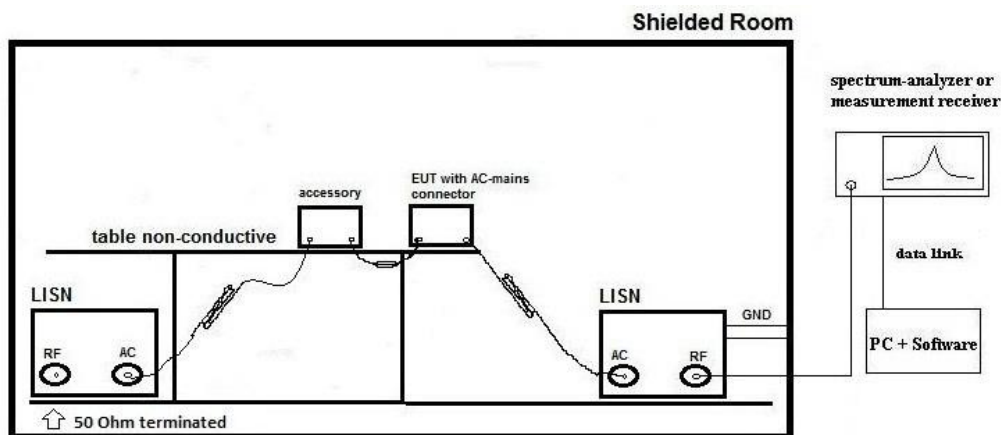 Shielded Room
spectrum-analyzer or
measurement receiver
EUT with AC-mains
connector
accessory
table non-conductive
data link
LISN
LISN
GND
RF
AC
AC
RF
PC + Software
50 Ohm terminated